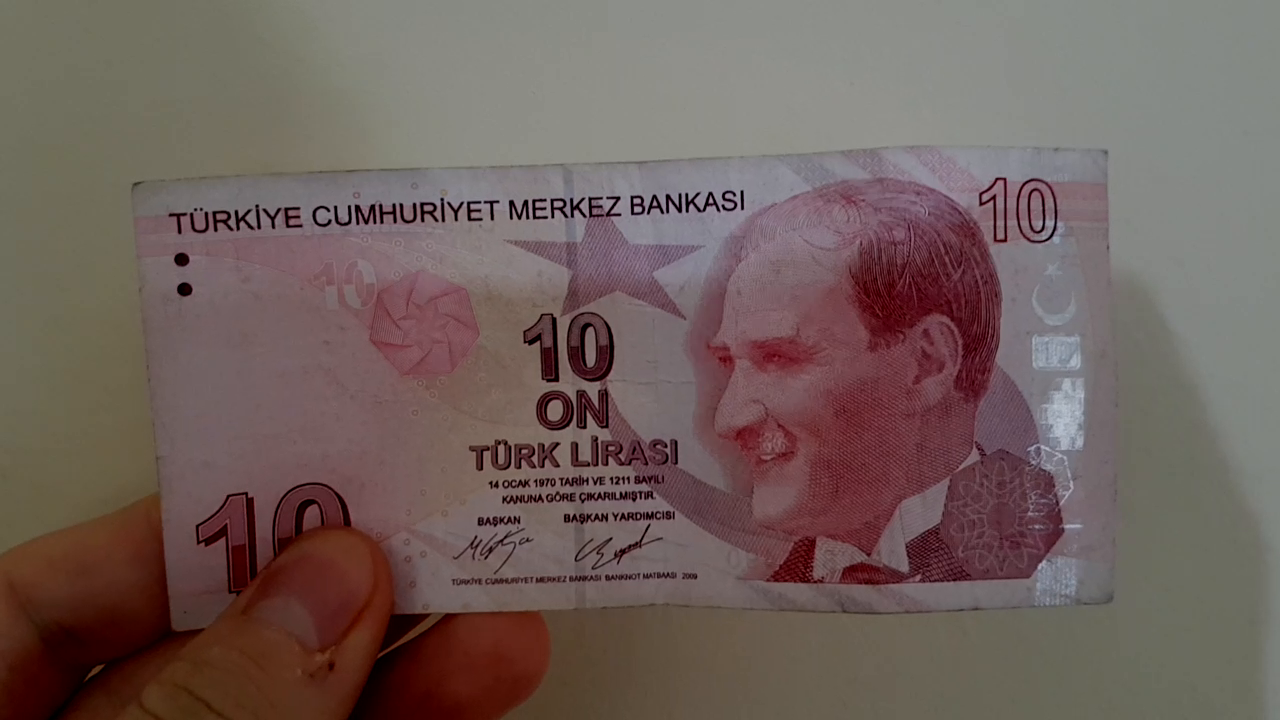 TÜRKİYE CUMHURİYET MERKEZ BANKASI
10
10
10
ON
TÜRK LİRASI
14 OCAK 1970 TARİH VE 1211 SAYILI
KANUNA GÖRE ÇIKARILMIŞTIR.
BAŞKAN
BAŞKAN YARDIMCISI
10
TÜRKİYE CUMHURİYET MERKEZ BANKASI BANKNOT MATBAASI 2009